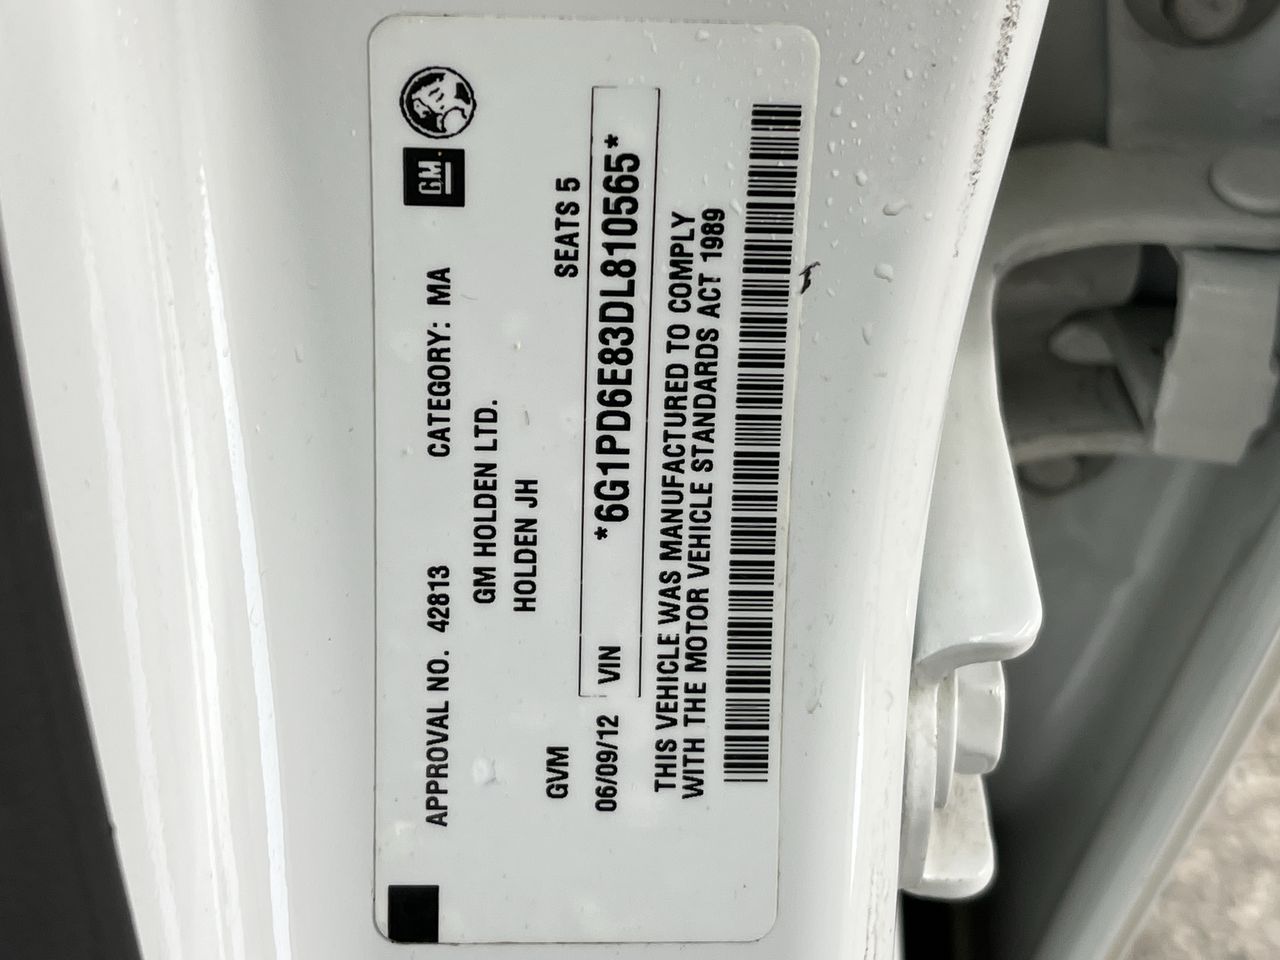 APPROVAL NO. 42813 CATEGORY: MA GM
GM HOLDEN LTD.
HOLDEN JH
GVM SEATS 5
06/09/12 VIN *6G1PD6E83DL810565*
THIS VEHICLE WAS MANUFACTURED TO COMPLY
WITH THE MOTOR VEHICLE STANDARDS ACT 1989